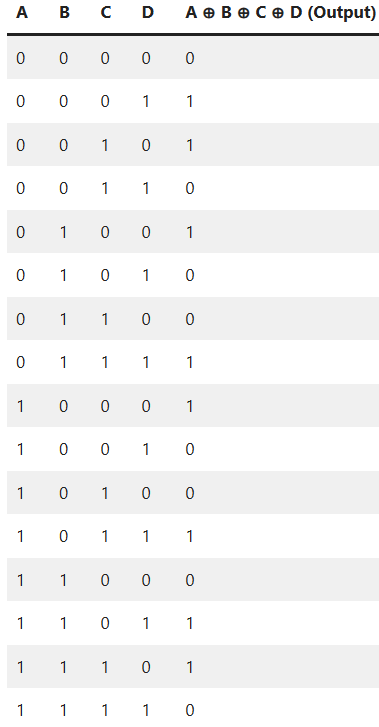 A B C D A ⊕ B ⊕ C ⊕ D (Output)
0 0 0 0 0
0 0 0 1 1
0 0 1 0 1
0 0 1 1 0
0 1 0 0 1
0 1 0 1 0
0 1 1 0 0
0 1 1 1 1
1 0 0 0 1
1 0 0 1 0
1 0 1 0 0
1 0 1 1 1
1 1 0 0 0
1 1 0 1 1
1 1 1 0 1
1 1 1 1 0